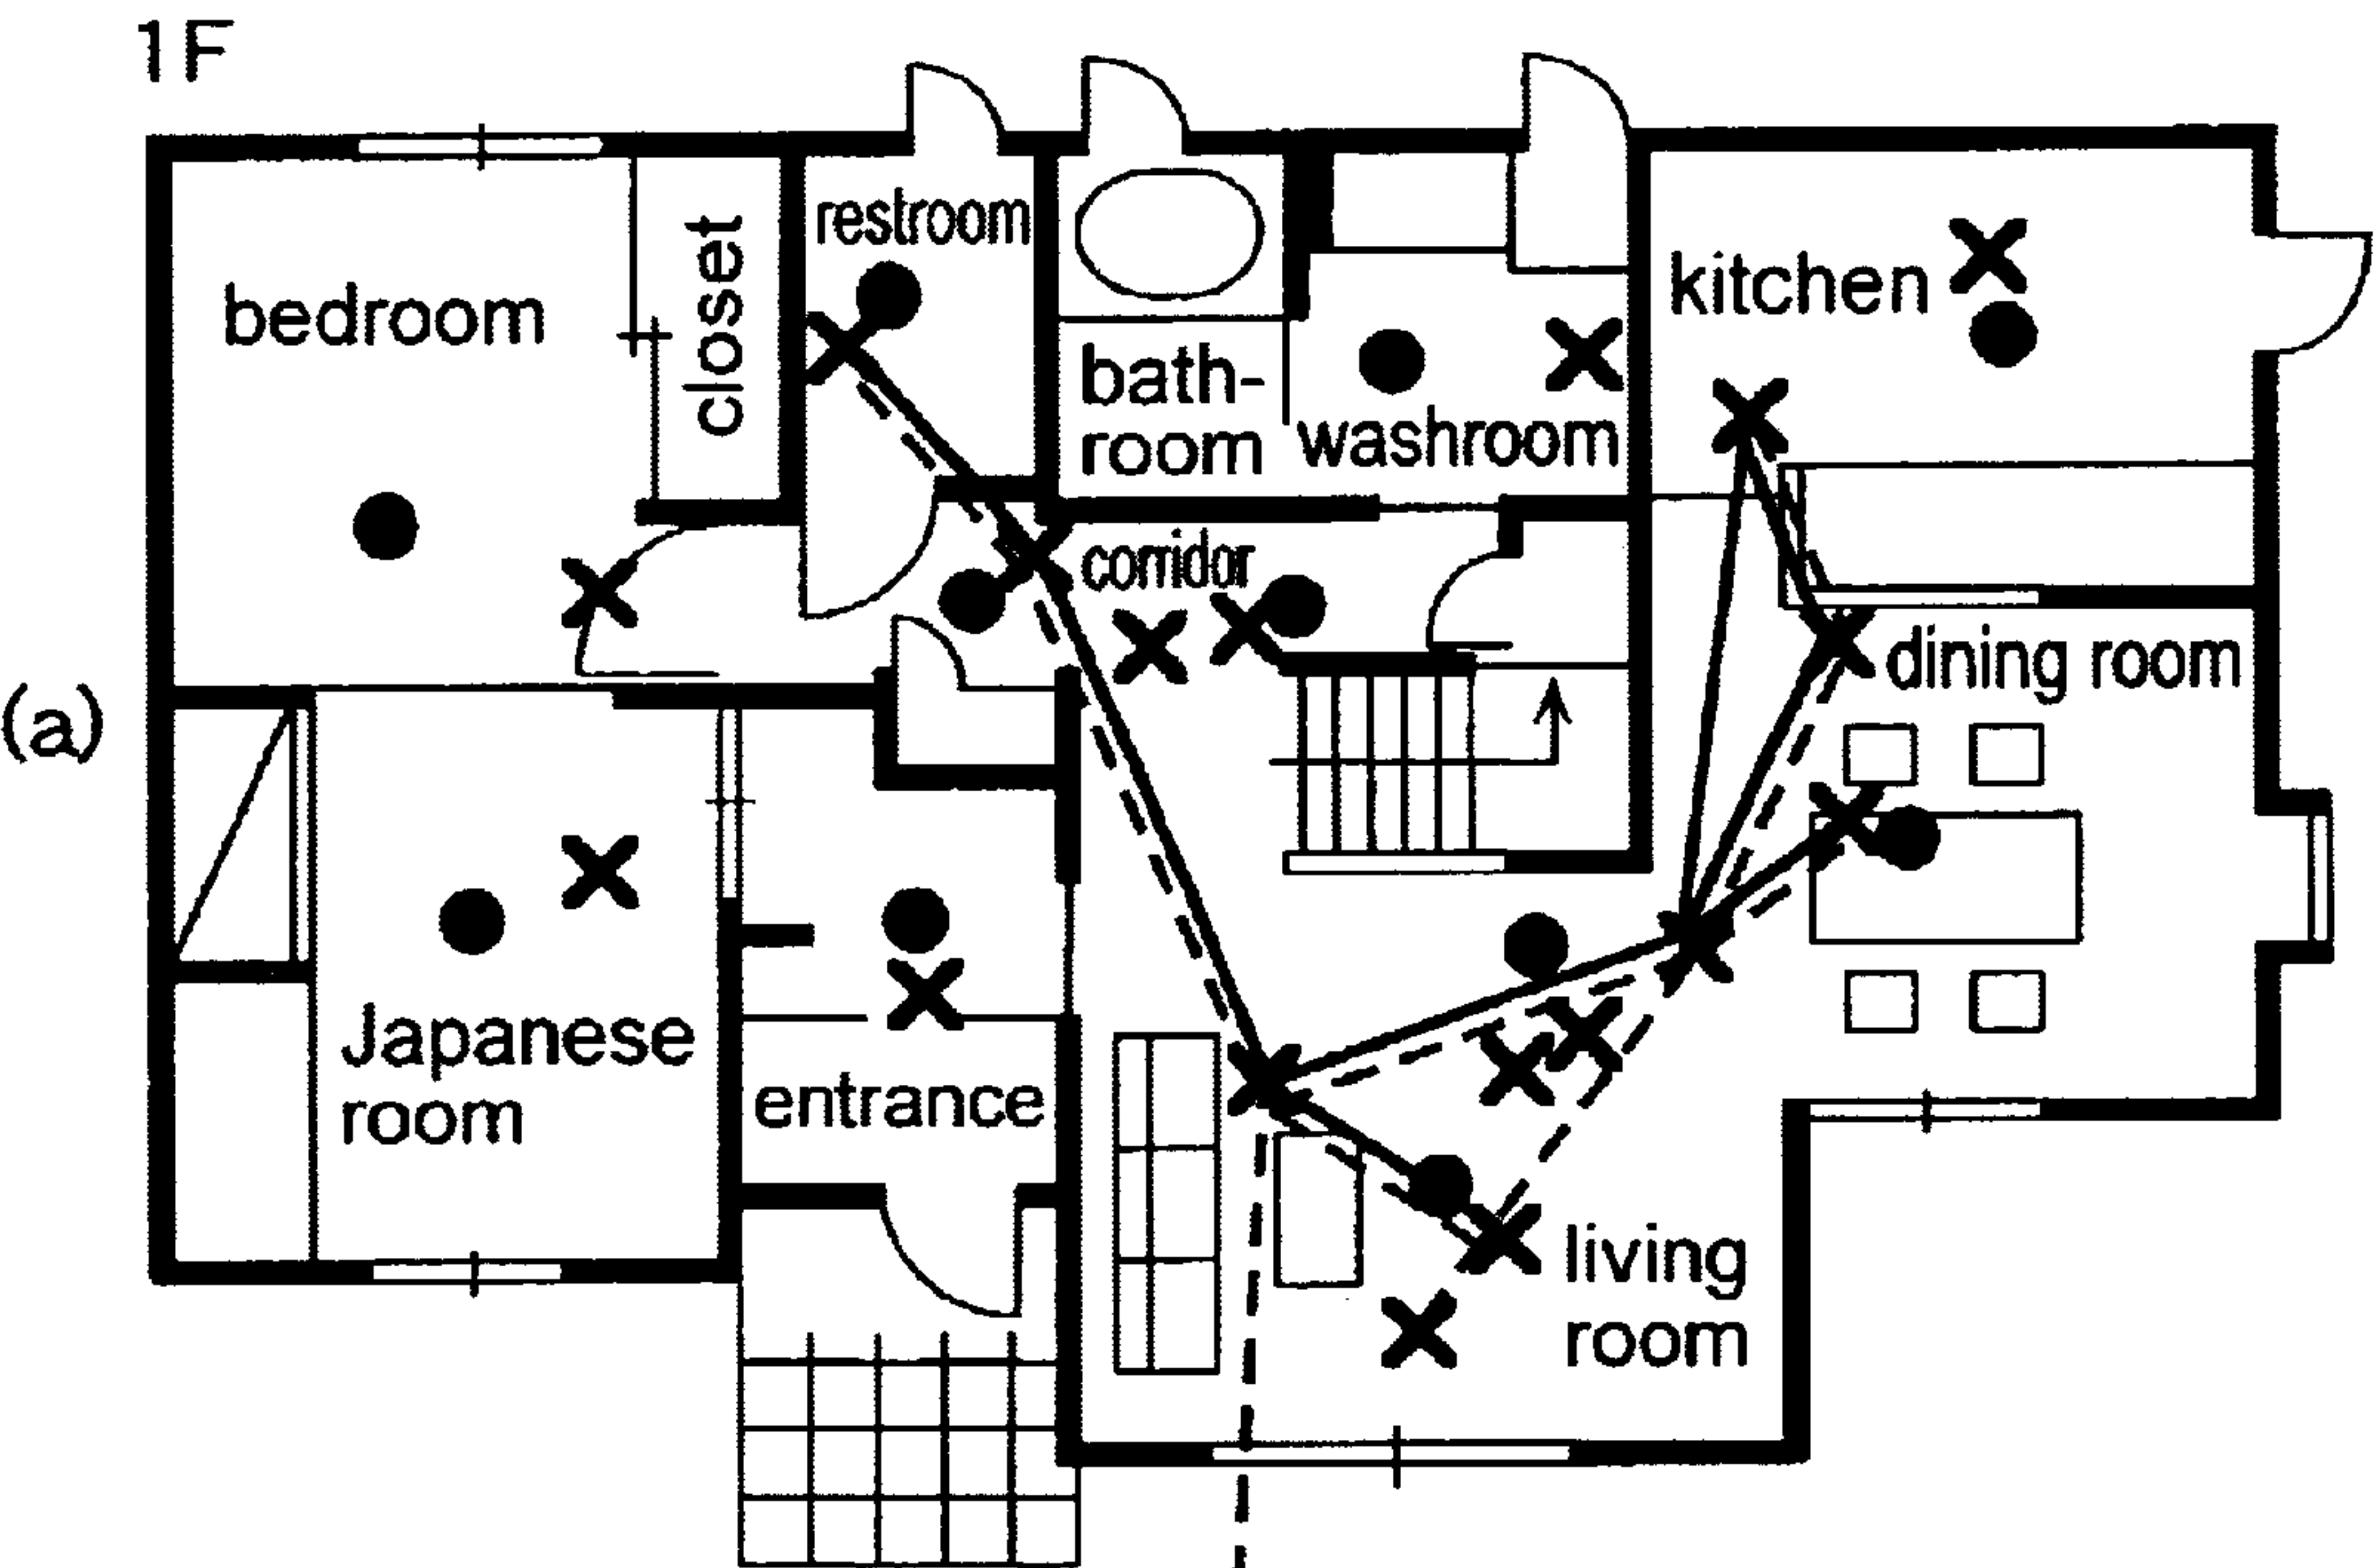 1F
restroom
bedroom
closet
kitchen
bath-
room
washroom
corridor
dining room
(a)
Japanese
room
entrance
living
room